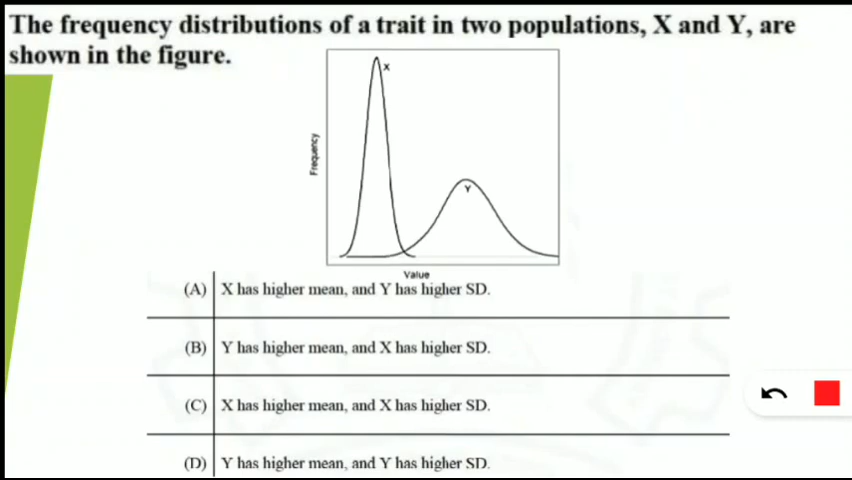 The frequency distributions of a trait in two populations, X and Y, are
shown in the figure.
X
Frequency
Y
Value
(A) X has higher mean, and Y has higher SD.
(B) Y has higher mean, and X has higher SD.
(C) X has higher mean, and X has higher SD.
(D) Y has higher mean, and Y has higher SD.